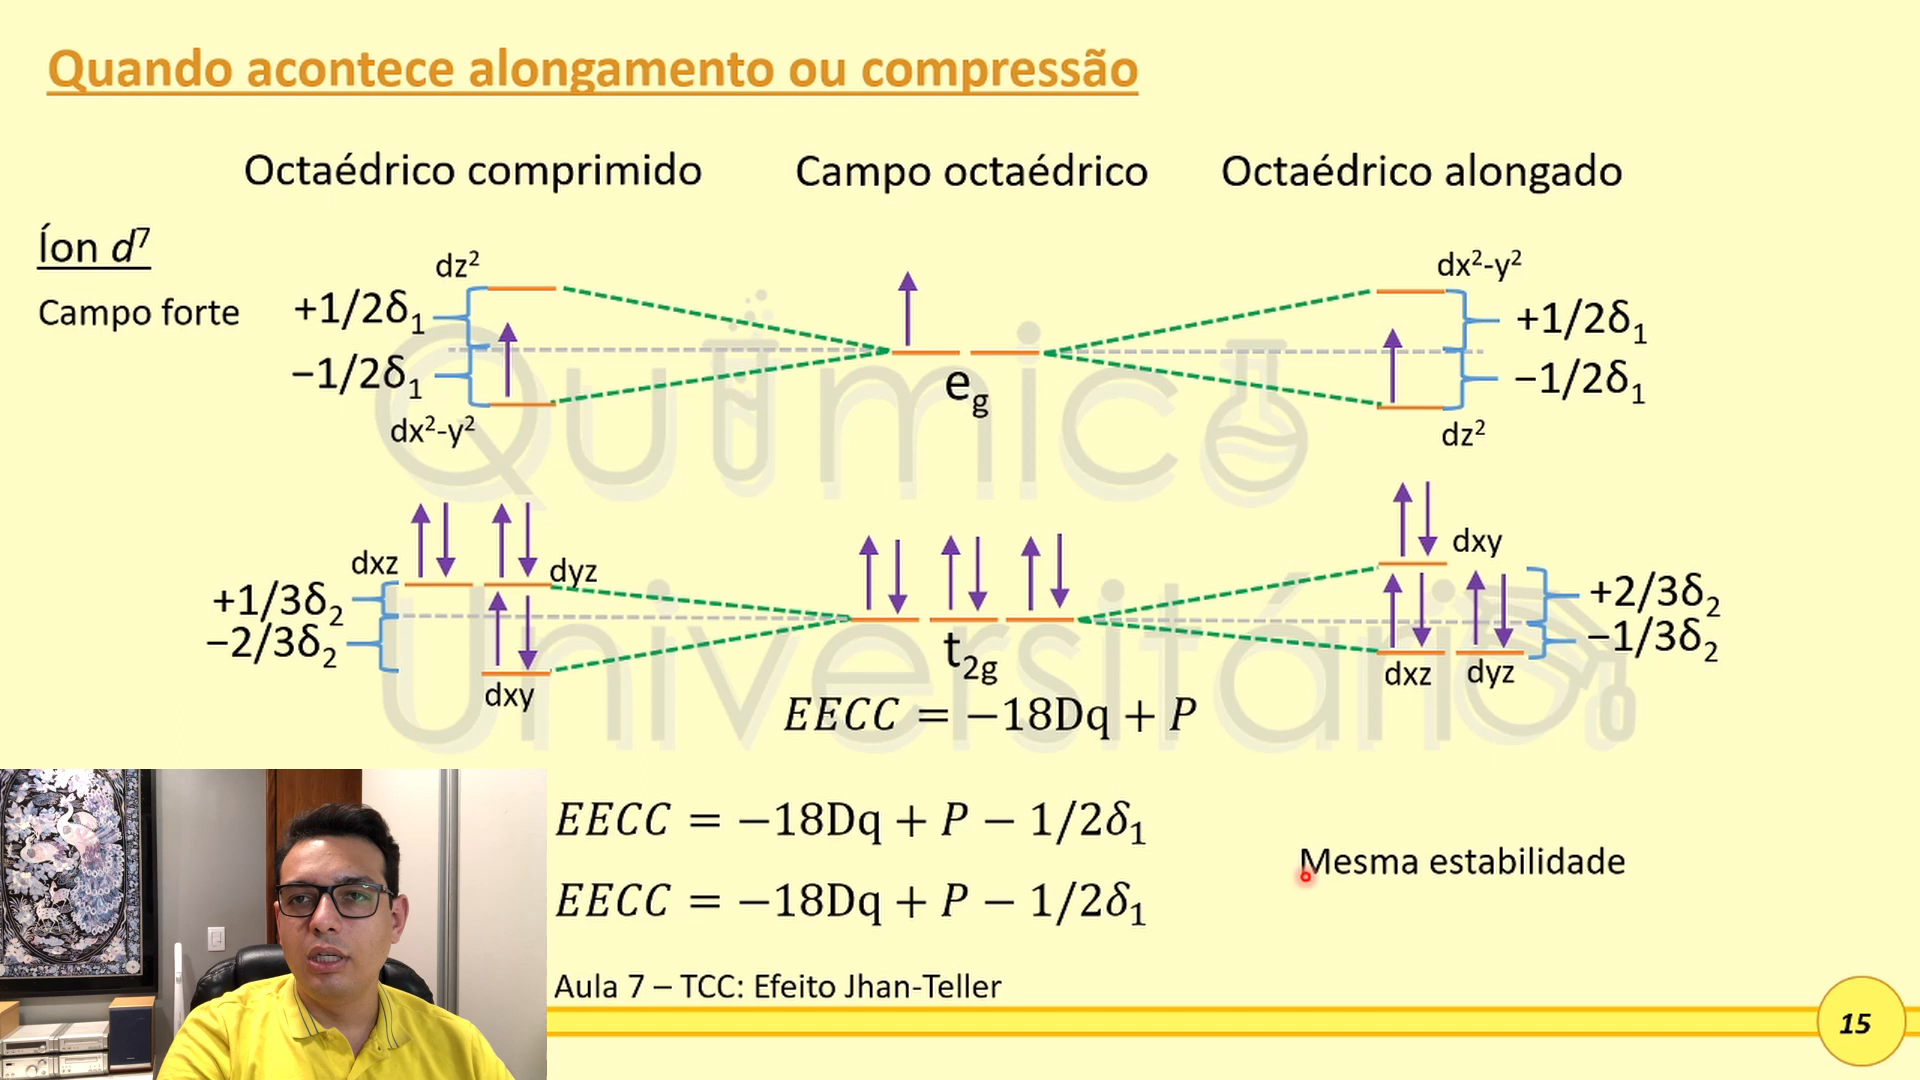 Quando acontece alongamento ou compressão
Octaédrico comprimido
Campo octaédrico
Octaédrico alongado
Íon d⁷
Campo forte
dz²
+1/2δ₁
−1/2δ₁
dx²-y²
e_g
dx²-y²
+1/2δ₁
−1/2δ₁
dz²
dxz
dyz
+1/3δ₂
−2/3δ₂
dxy
t₂g
dxy
+2/3δ₂
−1/3δ₂
dxz
dyz
Químico
Universitário
EECC = −18Dq + P
EECC = −18Dq + P − 1/2δ₁
EECC = −18Dq + P − 1/2δ₁
Mesma estabilidade
Aula 7 – TCC: Efeito Jhan-Teller
15